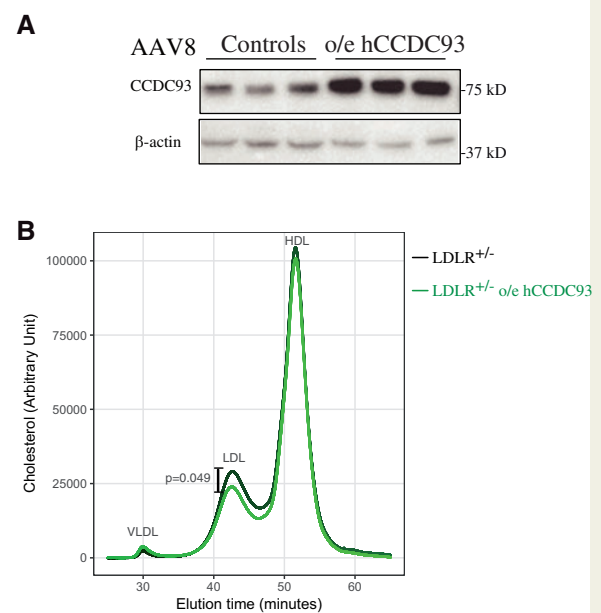 A
AAV8 Controls o/e hCCDC93
CCDC93
-75 kD
β-actin
-37 kD
B
HDL
LDLR+/-
LDLR+/- o/e hCCDC93
100000
75000
50000
25000
0
Cholesterol (Arbitrary Unit)
LDL
p=0.049
VLDL
30 40 50 60
Elution time (minutes)